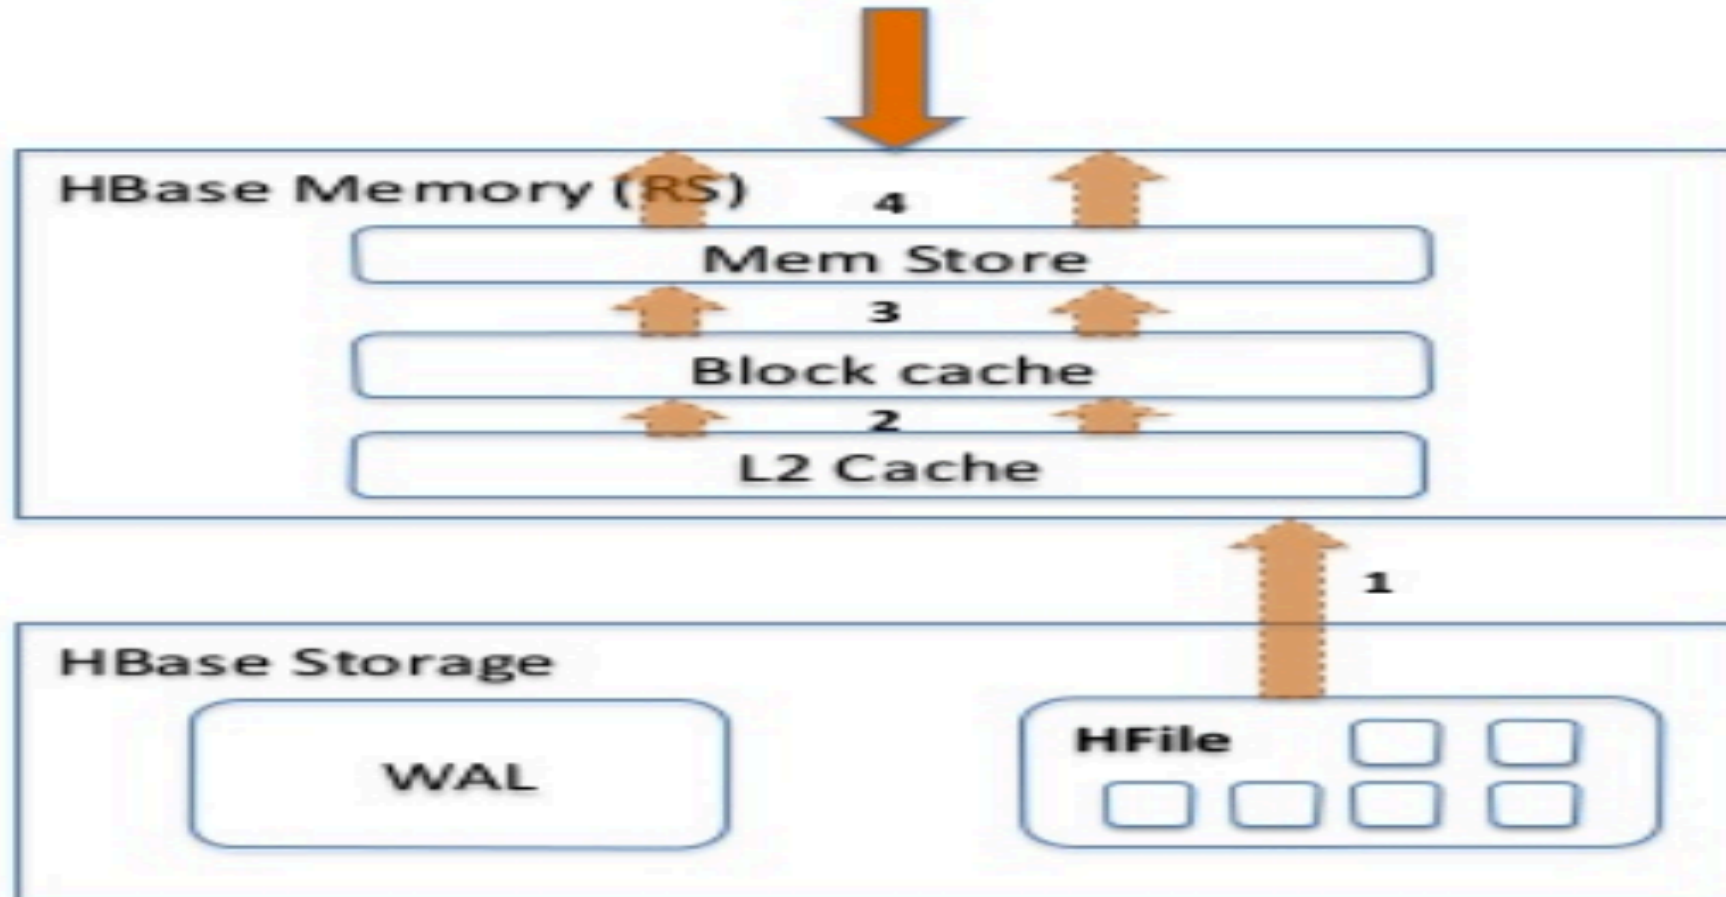 HBase Memory (RS)
4
Mem Store
3
Block cache
2
L2 Cache
1
HBase Storage
WAL
HFile